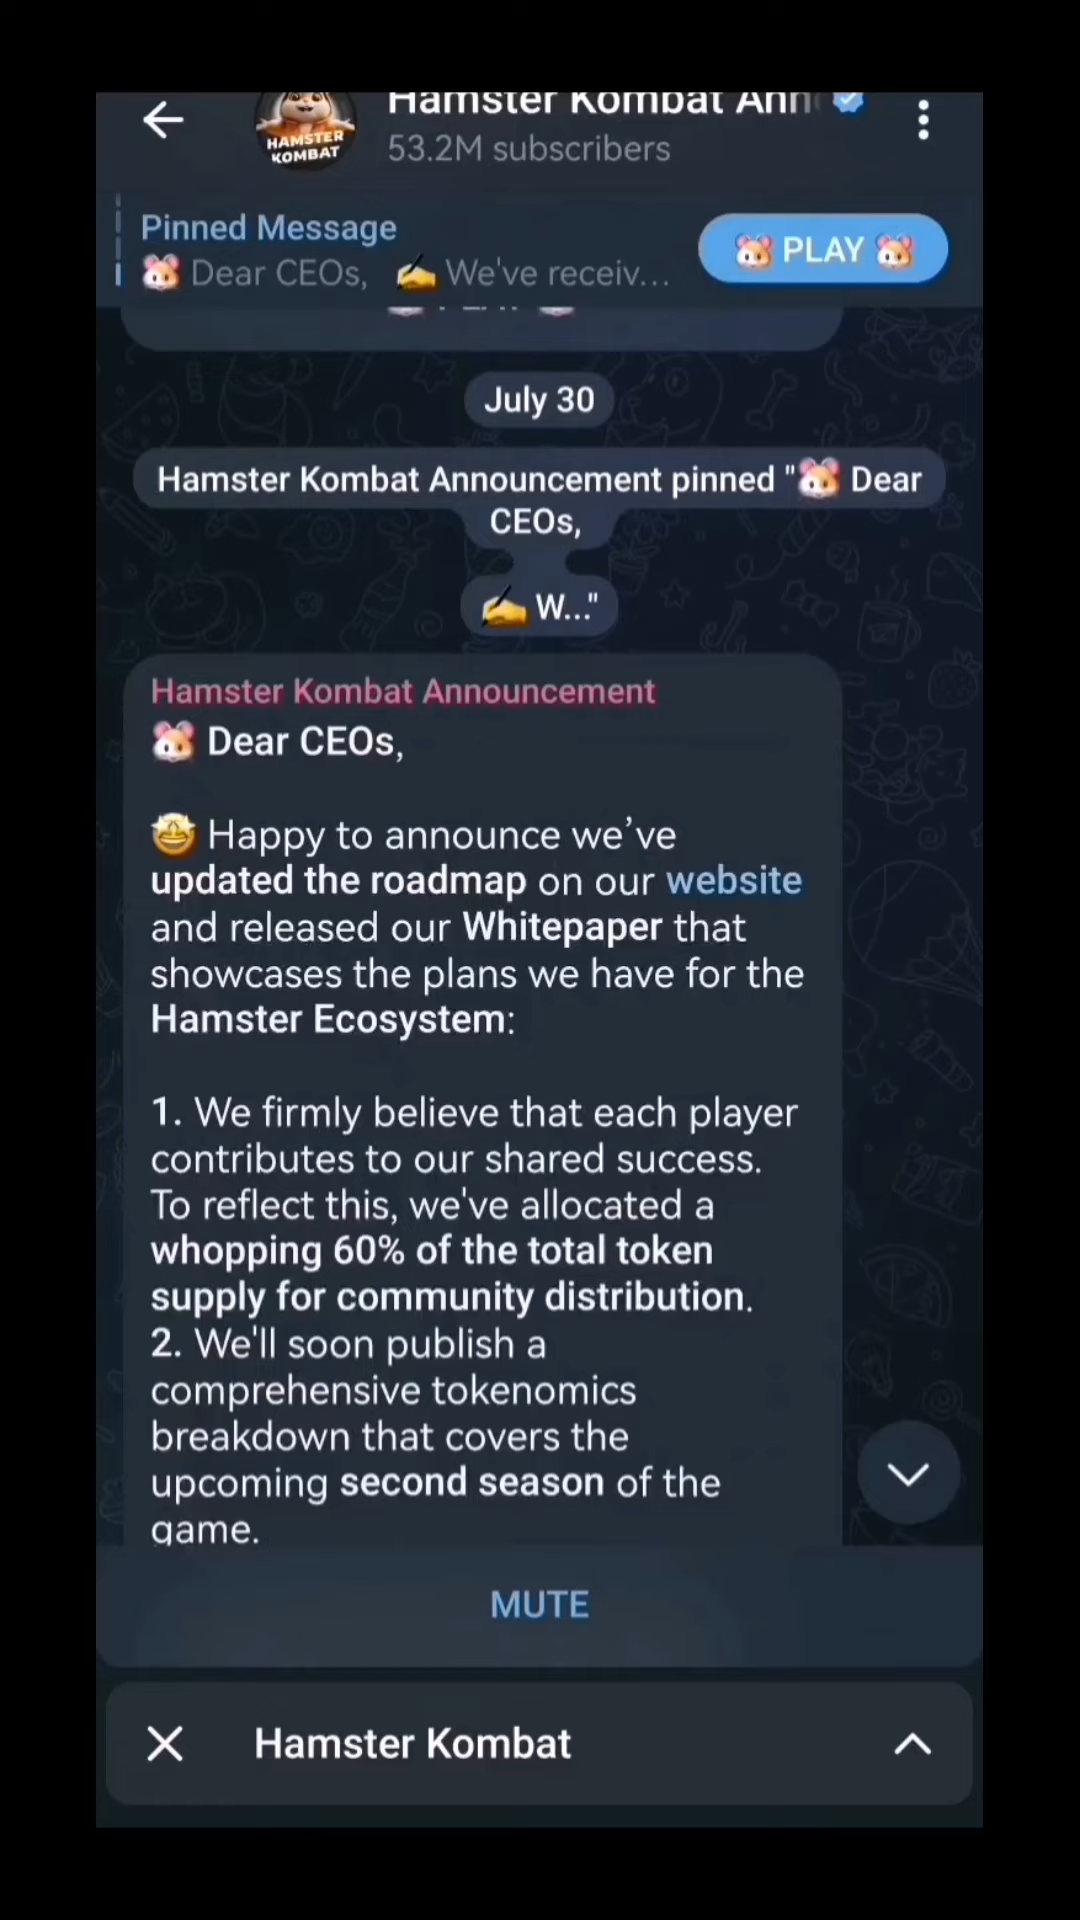 Hamster Kombat Ann
53.2M subscribers
HAMSTER
KOMBAT
Pinned Message
🐹 Dear CEOs, ✍️ We've receiv...
🐹 PLAY 🐹
July 30
Hamster Kombat Announcement pinned "🐹 Dear
CEOs,
✍️ W..."
Hamster Kombat Announcement
🐹 Dear CEOs,
🤩 Happy to announce we’ve
updated the roadmap on our website
and released our Whitepaper that
showcases the plans we have for the
Hamster Ecosystem:
1. We firmly believe that each player
contributes to our shared success.
To reflect this, we've allocated a
whopping 60% of the total token
supply for community distribution.
2. We'll soon publish a
comprehensive tokenomics
breakdown that covers the
upcoming second season of the
game.
MUTE
Hamster Kombat